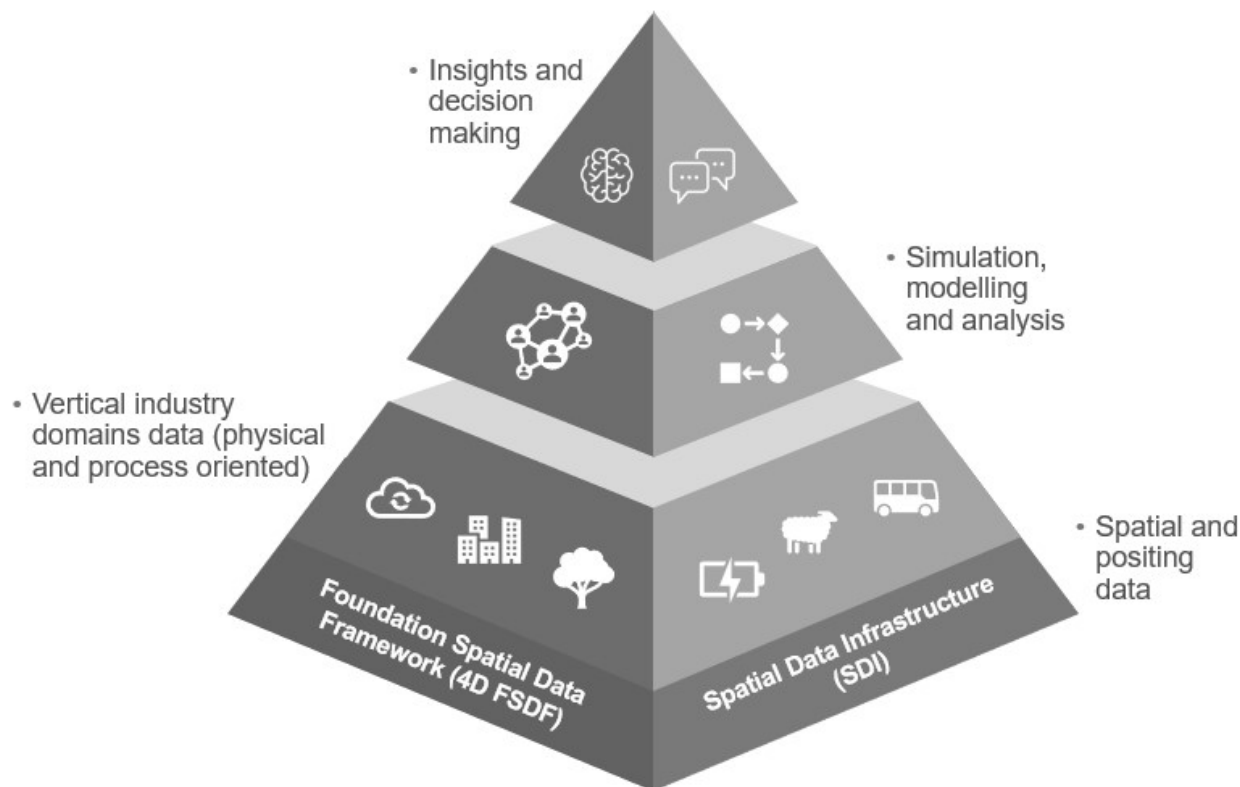 • Insights and
decision
making
• Simulation,
modelling
and analysis
• Vertical industry
domains data (physical
and process oriented)
• Spatial and
positing
data
Foundation Spatial Data
Framework (4D FSDF)
Spatial Data Infrastructure
(SDI)